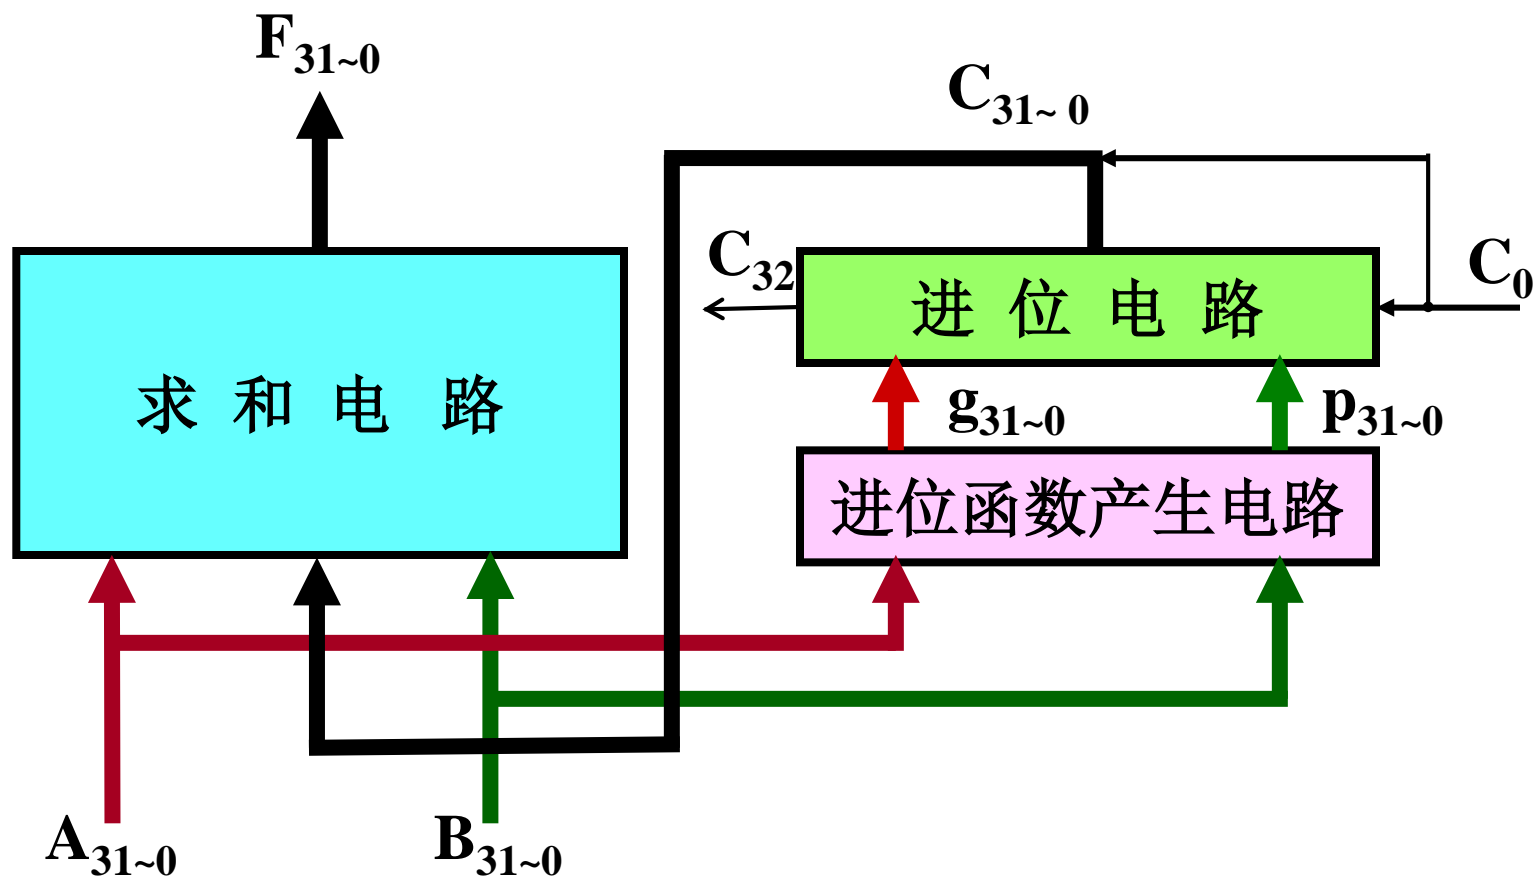 F31~0
C31~ 0
C32
C0
进 位 电 路
求 和 电 路
g31~0
p31~0
进位函数产生电路
A31~0
B31~0